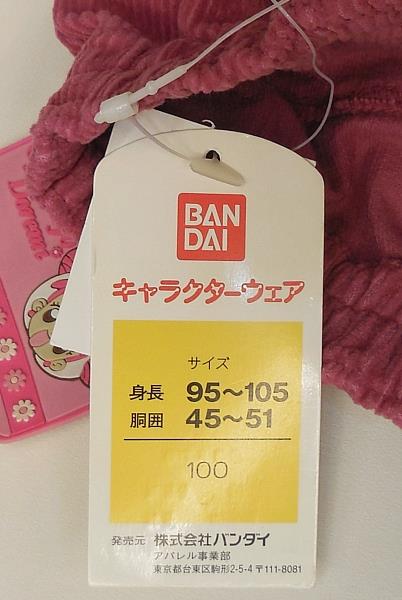 BAN
DAI
キャラクターウェア
サイズ
身長 95〜105
胴囲 45〜51
100
発売元 株式会社バンダイ
アパレル事業部
東京都台東区駒形2-5-4 〒111-8081